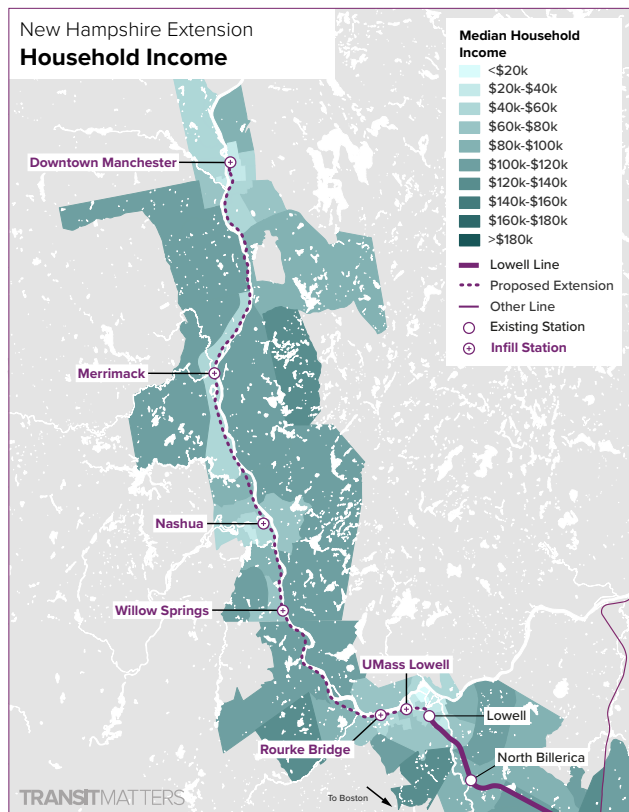 New Hampshire Extension
Household Income
Median Household
Income
<$20k
$20k-$40k
$40k-$60k
$60k-$80k
$80k-$100k
$100k-$120k
$120k-$140k
$140k-$160k
$160k-$180k
>$180k
Lowell Line
Proposed Extension
Other Line
Existing Station
Infill Station
Downtown Manchester
Merrimack
Nashua
Willow Springs
UMass Lowell
Lowell
Rourke Bridge
North Billerica
To Boston
TRANSITMATTERS